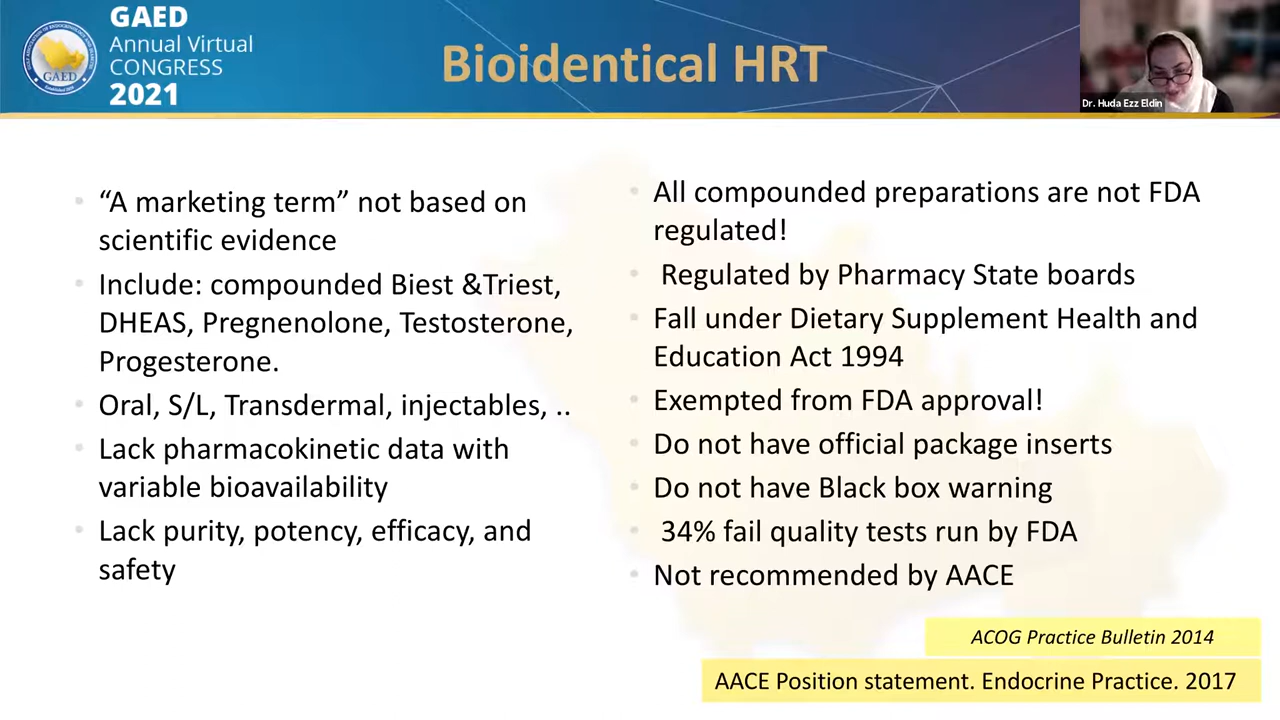 GAED
Annual Virtual
CONGRESS
2021
GAED
Bioidentical HRT
Dr. Huda Ezz Eldin
• “A marketing term” not based on
scientific evidence
• Include: compounded Biest &Triest,
DHEAS, Pregnenolone, Testosterone,
Progesterone.
• Oral, S/L, Transdermal, injectables, ..
• Lack pharmacokinetic data with
variable bioavailability
• Lack purity, potency, efficacy, and
safety
• All compounded preparations are not FDA
regulated!
• Regulated by Pharmacy State boards
• Fall under Dietary Supplement Health and
Education Act 1994
• Exempted from FDA approval!
• Do not have official package inserts
• Do not have Black box warning
• 34% fail quality tests run by FDA
• Not recommended by AACE
ACOG Practice Bulletin 2014
AACE Position statement. Endocrine Practice. 2017